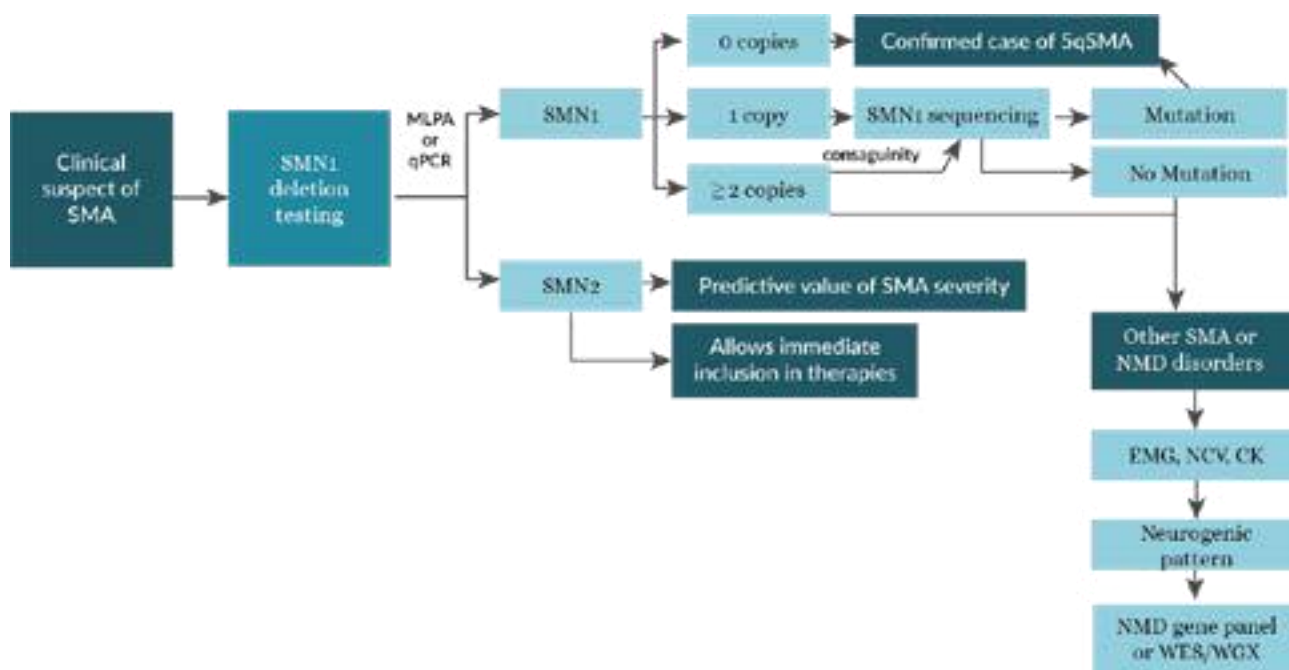 Clinical
suspect of
SMA
SMN1
deletion
testing
MLPA
or
qPCR
SMN1
0 copies
Confirmed case of 5qSMA
1 copy
SMN1 sequencing
Mutation
consaguinity
≥ 2 copies
No Mutation
SMN2
Predictive value of SMA severity
Allows immediate
inclusion in therapies
Other SMA or
NMD disorders
EMG, NCV, CK
Neurogenic
pattern
NMD gene panel
or WES/WGX